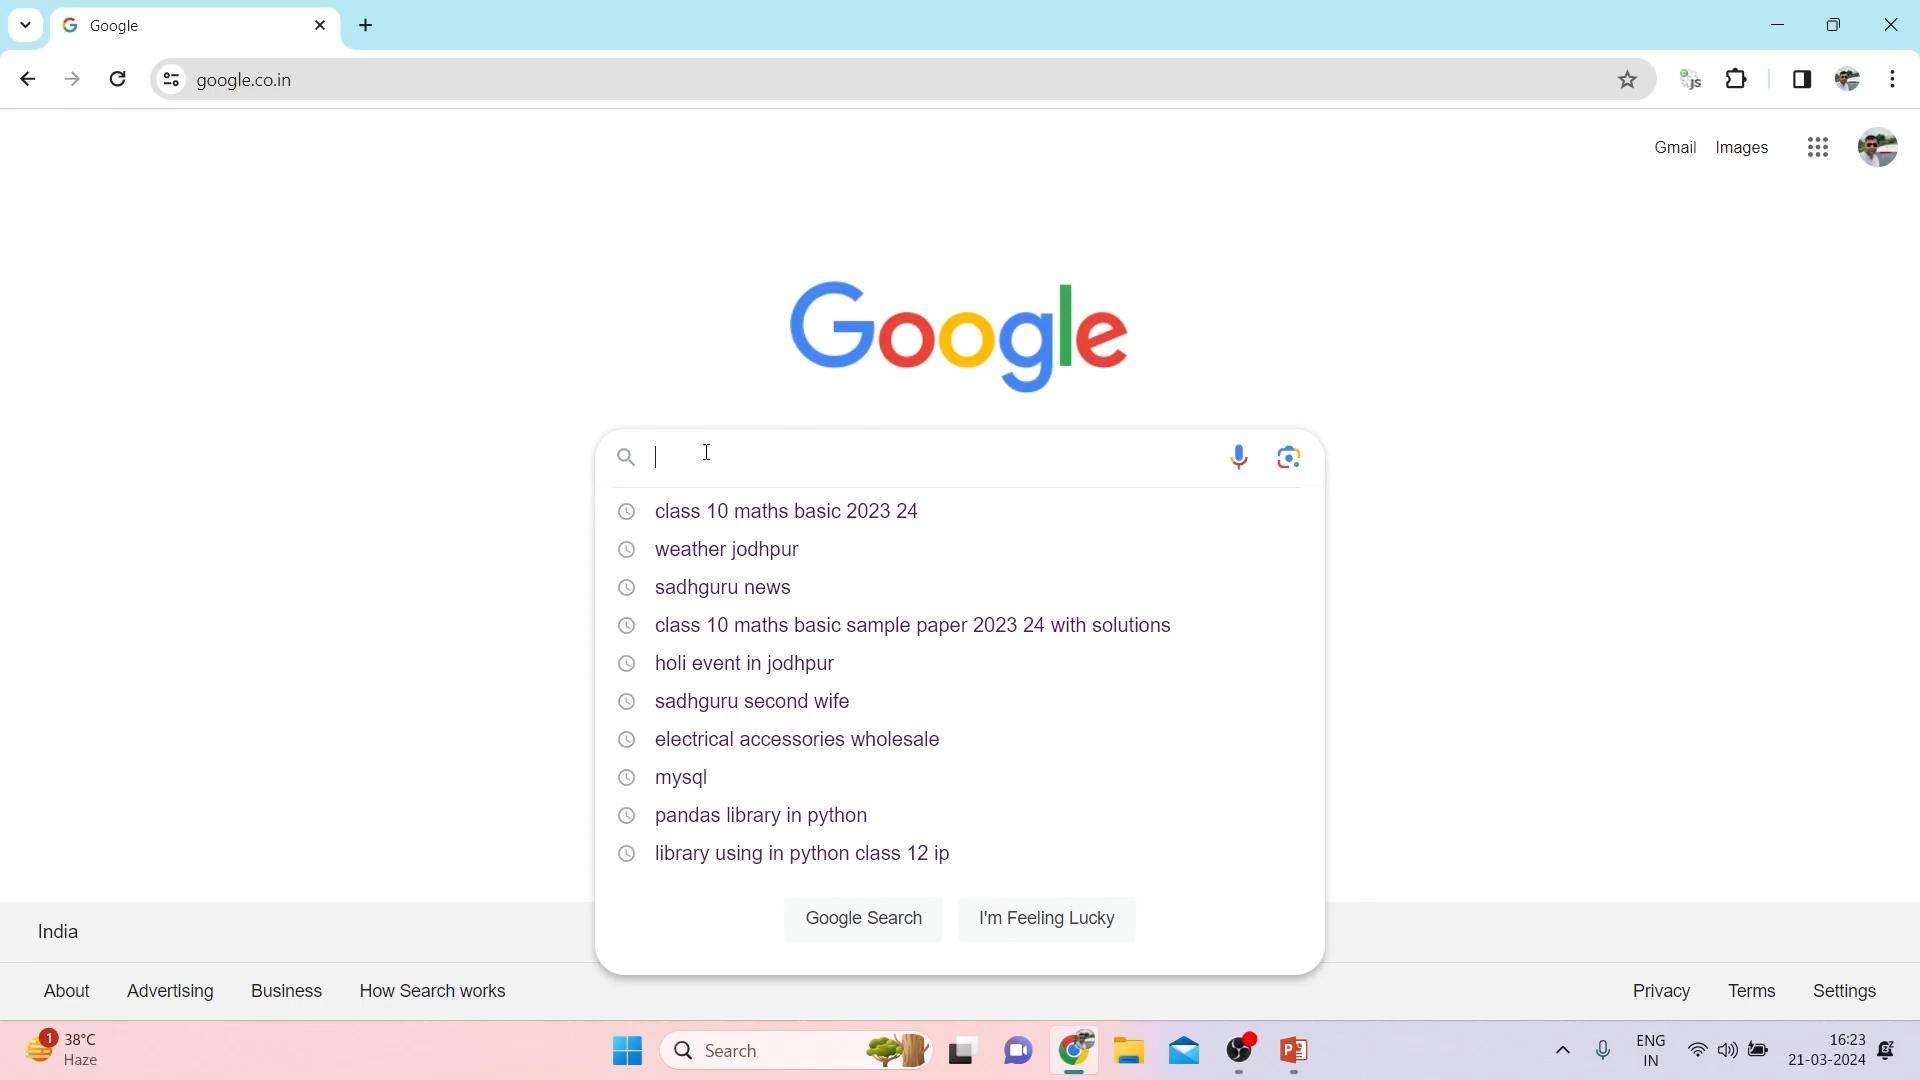 Google
google.co.in
JS
Gmail Images
Google
class 10 maths basic 2023 24
weather jodhpur
sadhguru news
class 10 maths basic sample paper 2023 24 with solutions
holi event in jodhpur
sadhguru second wife
electrical accessories wholesale
mysql
pandas library in python
library using in python class 12 ip
Google Search I'm Feeling Lucky
India
About Advertising Business How Search works Privacy Terms Settings
1 38°C
Haze
Search
P
ENG
IN
16:23
21-03-2024